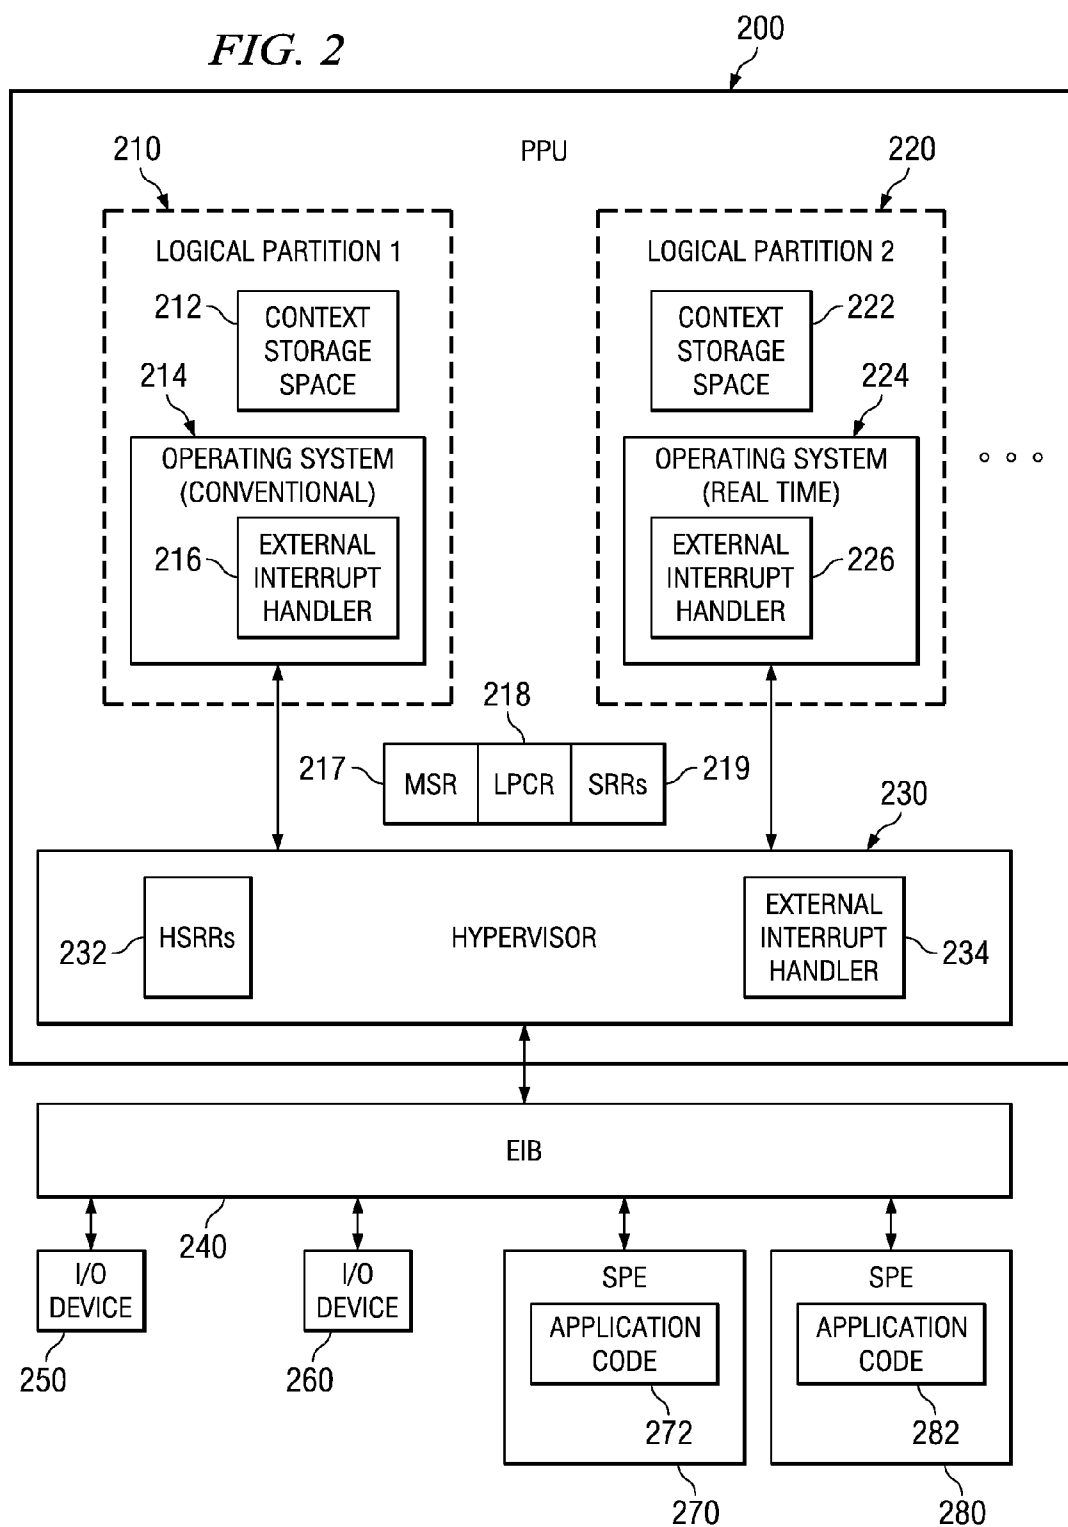 FIG. 2
200
PPU
210
220
LOGICAL PARTITION 1
LOGICAL PARTITION 2
212
CONTEXT
STORAGE
SPACE
CONTEXT
STORAGE
SPACE
222
214
224
OPERATING SYSTEM
(CONVENTIONAL)
OPERATING SYSTEM
(REAL TIME)
216
EXTERNAL
INTERRUPT
HANDLER
EXTERNAL
INTERRUPT
HANDLER
226
218
217
MSR
LPCR
SRRs
219
230
232
HSRRs
HYPERVISOR
EXTERNAL
INTERRUPT
HANDLER
234
EIB
240
I/O
DEVICE
250
I/O
DEVICE
260
SPE
APPLICATION
CODE
272
270
SPE
APPLICATION
CODE
282
280